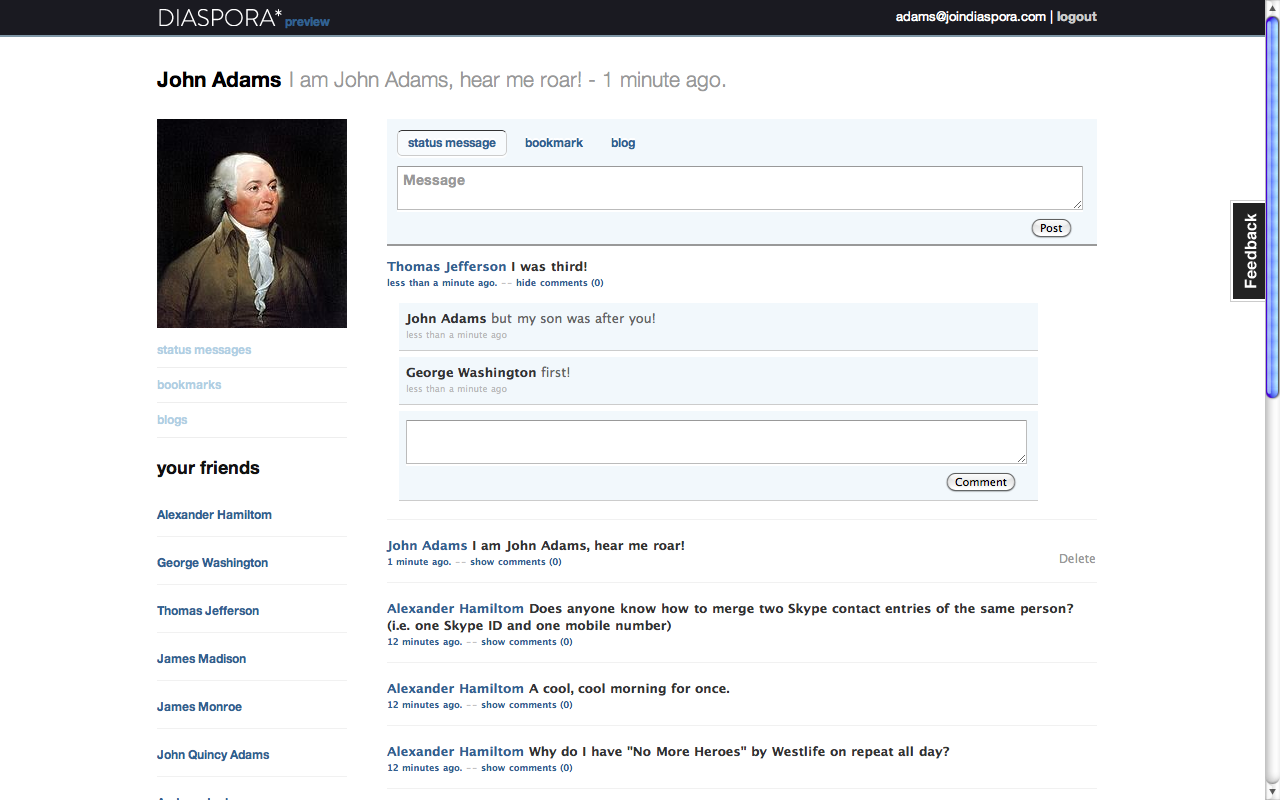 DIASPORA* preview
adams@joindiaspora.com | logout
John Adams I am John Adams, hear me roar! - 1 minute ago.
status message bookmark blog
Message
Post
Feedback
Thomas Jefferson I was third!
less than a minute ago. -- hide comments (0)
John Adams but my son was after you!
less than a minute ago
George Washington first!
less than a minute ago
Comment
status messages
bookmarks
blogs
your friends
Alexander Hamiltom
George Washington
Thomas Jefferson
James Madison
James Monroe
John Quincy Adams
John Adams I am John Adams, hear me roar!
1 minute ago. -- show comments (0)
Delete
Alexander Hamiltom Does anyone know how to merge two Skype contact entries of the same person?
(i.e. one Skype ID and one mobile number)
12 minutes ago. -- show comments (0)
Alexander Hamiltom A cool, cool morning for once.
12 minutes ago. -- show comments (0)
Alexander Hamiltom Why do I have "No More Heroes" by Westlife on repeat all day?
12 minutes ago. -- show comments (0)